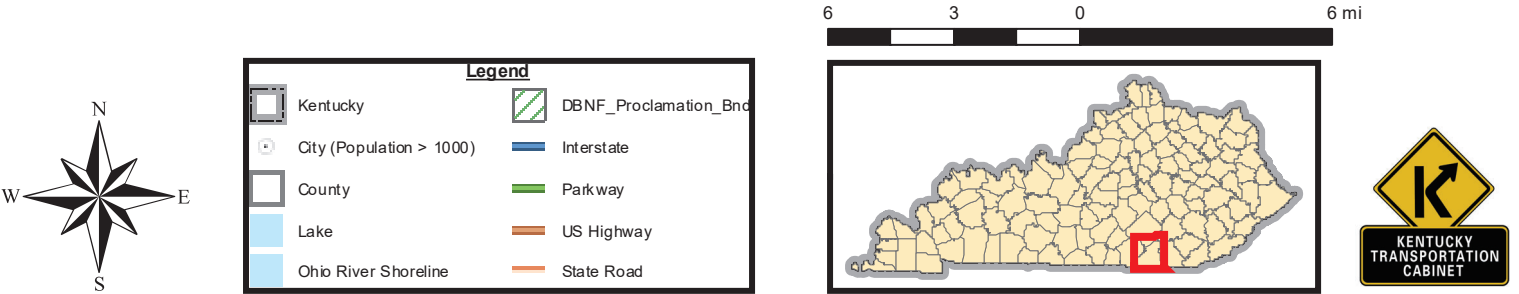 6 3 0 6 mi
N
W E
S
Legend
Kentucky
City (Population > 1000)
County
Lake
Ohio River Shoreline
DBNF_Proclamation_Bnd
Interstate
Parkway
US Highway
State Road
K
KENTUCKY
TRANSPORTATION
CABINET